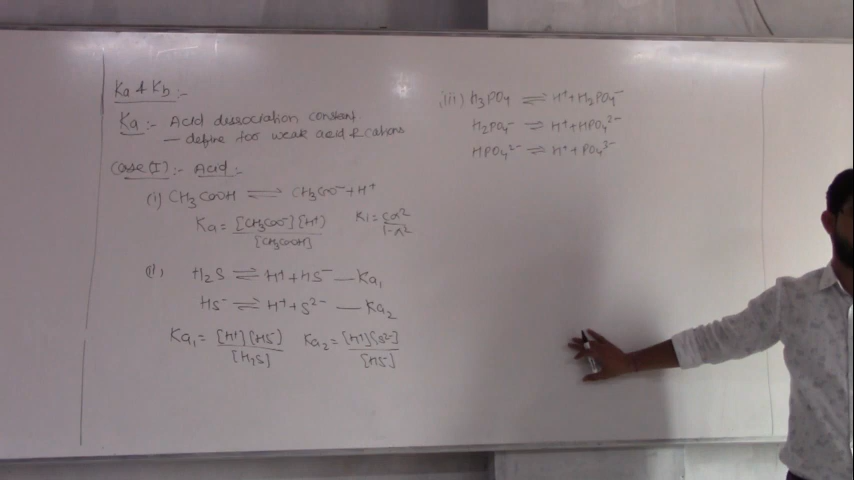 Ka & Kb :-
Ka :- Acid dissociation constant
— define for weak acid & cations
Case (I) :- Acid :-
(i) CH3COOH ⇌ CH3COO⁻ + H⁺
Ka = [CH3COO⁻][H⁺] / [CH3COOH]    Ki = cα² / 1-α²
(ii) H2S ⇌ H⁺ + HS⁻ — Ka1
HS⁻ ⇌ H⁺ + S²⁻ — Ka2
Ka1 = [H⁺][HS⁻] / [H2S]    Ka2 = [H⁺][S²⁻] / [HS⁻]
(iii) H3PO4 ⇌ H⁺ + H2PO4⁻
H2PO4⁻ ⇌ H⁺ + HPO4²⁻
HPO4²⁻ ⇌ H⁺ + PO4³⁻